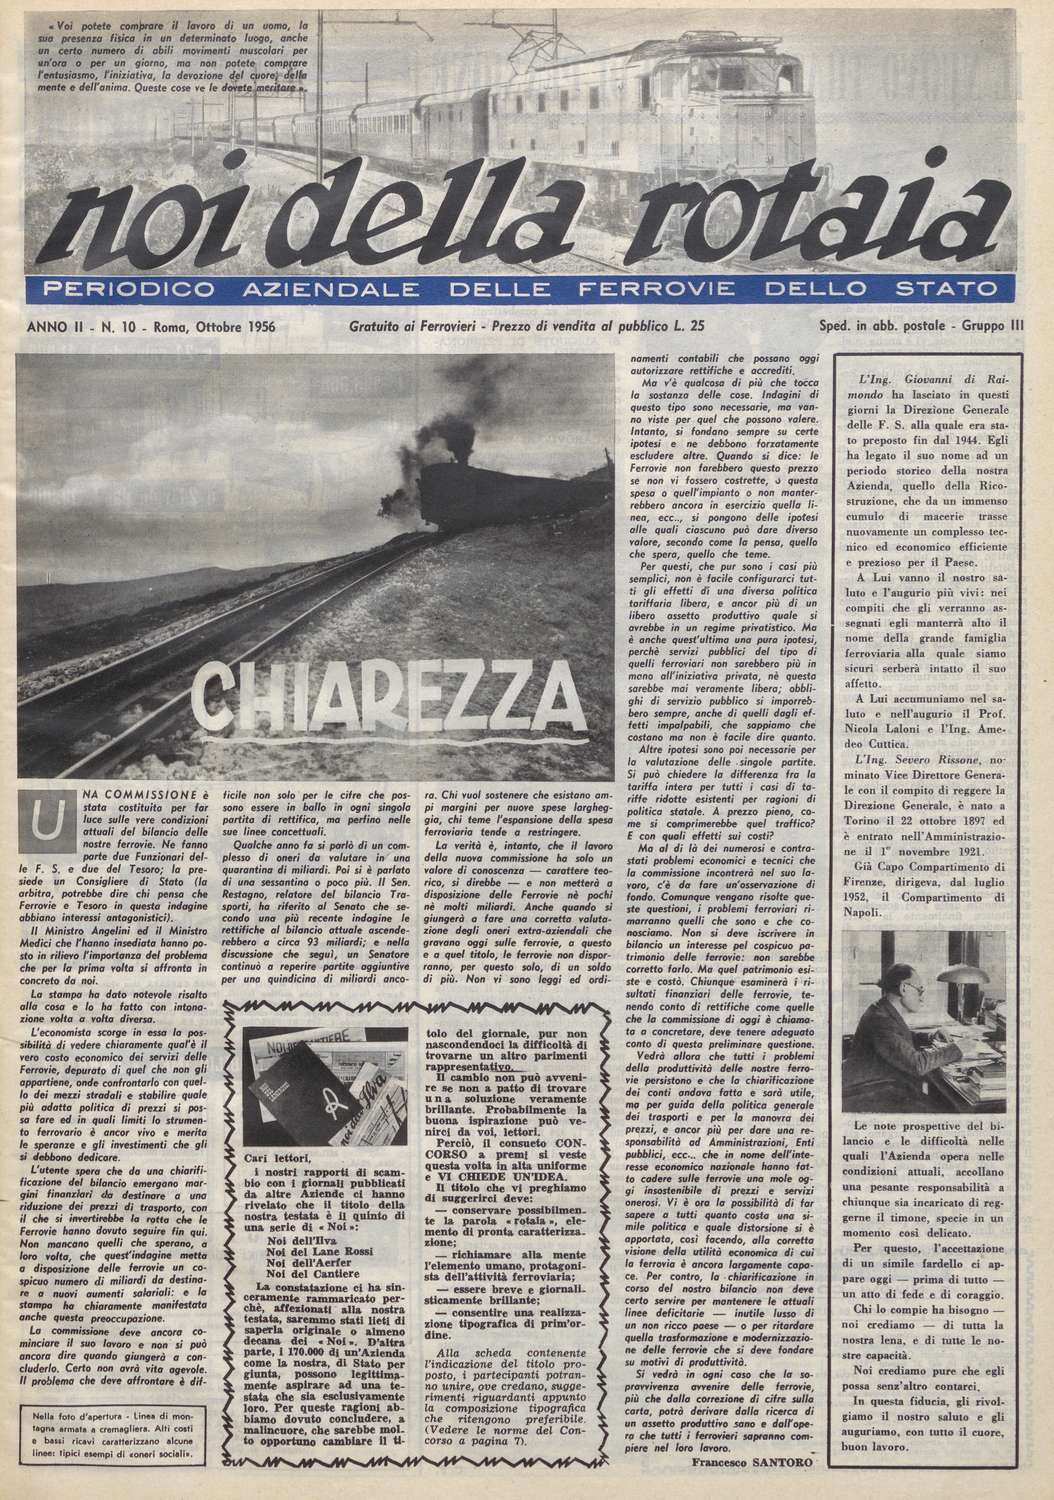 « Voi potete comprare il lavoro di un uomo, la
sua presenza fisica in un determinato luogo, anche
un certo numero di abili movimenti muscolari per
un'ora o per un giorno, ma non potete comprare
l'entusiasmo, l'iniziativa, la devozione del cuore, della
mente e dell'anima. Queste cose ve le dovete meritare ».
noi della rotaia
PERIODICO AZIENDALE DELLE FERROVIE DELLO STATO
ANNO II - N. 10 - Roma, Ottobre 1956
Gratuito ai Ferrovieri - Prezzo di vendita al pubblico L. 25
Sped. in abb. postale - Gruppo III
CHIAREZZA
UNA COMMISSIONE è
stata costituita per far
luce sulle vere condizioni
attuali del bilancio delle
nostre ferrovie. Ne fanno
parte due Funzionari del-
le F. S. e due del Tesoro; la pre-
siede un Consigliere di Stato (la
arbitro, potrebbe dire chi pensa che
Ferrovie e Tesoro in questa indagine
abbiano interessi antagonistici).
Il Ministro Angelini ed il Ministro
Medici che l'hanno insediata hanno po-
sto in rilievo l'importanza del problema
che per la prima volta si affronta in
concreto da noi.
La stampa ha dato notevole risalto
alla cosa e lo ha fatto con intona-
zione volta a volta diversa.
L'economista scorge in essa la pos-
sibilità di vedere chiaramente qual'è il
vero costo economico dei servizi delle
Ferrovie, depurato di quel che non gli
appartiene, onde confrontarlo con quel-
lo dei mezzi stradali e stabilire quale
più adatta politica di prezzi si pos-
sa fare ed in quali limiti lo strumen-
to ferroviario è ancor vivo e merita
le speranze e gli investimenti che gli
si debbono dedicare.
L'utente spera che da una chiarifi-
ficazione del bilancio emergano mar-
gini finanziari da destinare a una
riduzione dei prezzi di trasporto, con
il che si invertirebbe la rotta che le
Ferrovie hanno dovuto seguire fin qui.
Non mancano quelli che sperano, a
loro volta, che quest'indagine metta
a disposizione delle ferrovie un co-
spicuo numero di miliardi da destina-
re a nuovi aumenti salariali: e la
stampa ha chiaramente manifestata
anche questa preoccupazione.
La commissione deve ancora co-
minciare il suo lavoro e non si può
ancora dire quando giungerà a con-
cluderlo. Certo non avrà vita agevole.
Il problema che deve affrontare è dif-
Nella foto d'apertura - Linea di mon-
tagna armata a cremagliera. Alti costi
e bassi ricavi caratterizzano alcune
linee: tipici esempi di «oneri sociali».
ficile non solo per le cifre che pos-
sono essere in ballo in ogni singola
partita di rettifica, ma perfino nelle
sue linee concettuali.
Qualche anno fa si parlò di un com-
plesso di oneri da valutare in una
quarantina di miliardi. Poi si è parlato
di una sessantina o poco più. Il Sen.
Restagno, relatore del bilancio Tra-
sporti, ha riferito al Senato che se-
condo una più recente indagine le
rettifiche al bilancio attuale ascende-
rebbero a circa 93 miliardi; e nella
discussione che seguì, un Senatore
continuò a reperire partite aggiuntive
per una quindicina di miliardi anco-
ra. Chi vuol sostenere che esistano am-
pi margini per nuove spese larghegg-
gia, chi teme l'espansione della spesa
ferroviaria tende a restringere.
La verità è, intanto, che il lavoro
della nuova commissione ha solo un
valore di conoscenza — carattere teo-
rico, si direbbe — e non metterà a
disposizione delle Ferrovie nè pochi
nè molti miliardi. Anche quando si
giungerà a fare una corretta valuta-
zione degli oneri extra-aziendali che
gravano oggi sulle ferrovie, a questo
e a quel titolo, le ferrovie non dispor-
ranno, per questo solo, di un soldo
di più. Non vi sono leggi ed ordi-
Cari lettori,
i nostri rapporti di scam-
bio con i giornali pubblicati
da altre Aziende ci hanno
rivelato che il titolo della
nostra testata è il quinto di
una serie di « Noi »:
Noi dell'Ilva
Noi del Lane Rossi
Noi dell'Aerfer
Noi del Cantiere
La constatazione ci ha sin-
ceramente rammaricato per-
chè, affezionati alla nostra
testata, saremmo stati lieti di
saperla originale o almeno
decana dei « Noi ». D'altra
parte, i 170.000 di un'Azienda
come la nostra, di Stato per
giunta, possono legittima-
mente aspirare ad una te-
stata che sia esclusivamente
loro. Per queste ragioni ab-
biamo dovuto concludere, a
malincuore, che sarebbe mol-
to opportuno cambiare il ti-
tolo del giornale, pur non
nascondendoci la difficoltà di
trovarne un altro parimenti
rappresentativo.
Il cambio non può avveni-
re se non a patto di trovare
una soluzione veramente
brillante. Probabilmente la
buona ispirazione può ve-
nirci da voi, lettori.
Perciò, il consueto CON-
CORSO a premi si veste
questa volta in alta uniforme
e VI CHIEDE UN'IDEA.
Il titolo che vi preghiamo
di suggerirci deve:
— conservare possibilmen-
te la parola « rotaia », ele-
mento di pronta caratterizza-
zione;
— richiamare alla mente
l'elemento umano, protagoni-
sta dell'attività ferroviaria;
— essere breve e giornali-
sticamente brillante;
— consentire una realizza-
zione tipografica di prim'or-
dine.
Alla scheda contenente
l'indicazione del titolo pro-
posto, i partecipanti potran-
no unire, ove credano, sugge-
rimenti riguardanti appunto
la composizione tipografica
che ritengono preferibile.
(Vedere le norme del Con-
corso a pagina 7).
namenti contabili che possano oggi
autorizzare rettifiche e accrediti.
Ma v'è qualcosa di più che tocca
la sostanza delle cose. Indagini di
questo tipo sono necessarie, ma van-
no viste per quel che possono valere.
Intanto, si fondano sempre su certe
ipotesi e ne debbono forzatamente
escludere altre. Quando si dice: le
Ferrovie non farebbero questo prezzo
se non vi fossero costrette, o questa
spesa o quell'impianto o non manter-
rebbero ancora in esercizio quella li-
nea, ecc.., si pongono delle ipotesi
alle quali ciascuno può dare diverso
valore, secondo come la pensa, quello
che spera, quello che teme.
Per questi, che pur sono i casi più
semplici, non è facile configurarci tut-
ti gli effetti di una diversa politica
tariffaria libera, e ancor più di un
libero assetto produttivo quale si
avrebbe in un regime privatistico. Ma
è anche quest'ultima una pura ipotesi,
perchè servizi pubblici del tipo di
quelli ferroviari non sarebbero più in
mano all'iniziativa privata, nè questa
sarebbe mai veramente libera; obbli-
ghi di servizio pubblico si imporreb-
bero sempre, anche di quelli dagli ef-
fetti impalpabili, che sappiamo che
costano ma non è facile dire quanto.
Altre ipotesi sono poi necessarie per
la valutazione delle singole partite.
Si può chiedere la differenza fra la
tariffa intera per tutti i casi di ta-
riffe ridotte esistenti per ragioni di
politica statale. A prezzo pieno, co-
me si comprimerebbe quel traffico?
E con quali effetti sui costi?
Ma al di là dei numerosi e contra-
stati problemi economici e tecnici che
la commissione incontrerà nel suo la-
voro, c'è da fare un'osservazione di
fondo. Comunque vengano risolte que-
ste questioni, i problemi ferroviari ri-
marranno quelli che sono e che co-
nosciamo. Non si deve iscrivere in
bilancio un interesse pel cospicuo pa-
trimonio delle ferrovie: non sarebbe
corretto farlo. Ma quel patrimonio esi-
ste e costò. Chiunque esaminerà i ri-
sultati finanziari delle ferrovie, te-
nendo conto di rettifiche come quelle
che la commissione di oggi è chiama-
ta a concretare, deve tenere adeguato
conto di questa preliminare questione.
Vedrà allora che tutti i problemi
della produttività delle nostre ferro-
vie persistono e che la chiarificazione
dei conti andava fatta e sarà utile,
ma per guida della politica generale
dei trasporti e per la manovra dei
prezzi, e ancor più per dare una re-
sponsabilità ad Amministrazioni, Enti
pubblici, ecc... che in nome dell'inte-
resse economico nazionale hanno fat-
to cadere sulle ferrovie una mole og-
gi insostenibile di prezzi e servizi
onerosi. Vi è ora la possibilità di far
sapere a tutti quanto costa una si-
mile politica e quale distorsione si è
apportata, così facendo, alla corretta
visione della utilità economica di cui
la ferrovia è ancora largamente capa-
ce. Per contro, la chiarificazione in
corso del nostro bilancio non deve
certo servire per mantenere le attuali
linee deficitarie — inutile lusso di
un non ricco paese — o per ritardare
quella trasformazione e modernizzazio-
ne delle ferrovie che si deve fondare
su motivi di produttività.
Si vedrà in ogni caso che la so-
pravvivenza avvenire delle ferrovie,
più che dalla correzione di cifre sulla
carta, potrà derivare dalla ricerca di
un assetto produttivo sano e dall'ope-
ra che tutti i ferrovieri sapranno com-
piere nel loro lavoro.
Francesco SANTORO
L'Ing. Giovanni di Rai-
mondo ha lasciato in questi
giorni la Direzione Generale
delle F. S. alla quale era sta-
to preposto fin dal 1944. Egli
ha legato il suo nome ad un
periodo storico della nostra
Azienda, quello della Rico-
struzione, che da un immenso
cumulo di macerie trasse
nuovamente un complesso tec-
nico ed economico efficiente
e prezioso per il Paese.
A Lui vanno il nostro sa-
luto e l'augurio più vivi: nei
compiti che gli verranno as-
segnati egli manterrà alto il
nome della grande famiglia
ferroviaria alla quale siamo
sicuri serberà intatto il suo
affetto.
A Lui accumuniamo nel sa-
luto e nell'augurio il Prof.
Nicola Laloni e l'Ing. Ame-
deo Cuttica.
L'Ing. Severo Rissone, no-
minato Vice Direttore Genera-
le con il compito di reggere la
Direzione Generale, è nato a
Torino il 22 ottobre 1897 ed
è entrato nell'Amministrazio-
ne il 1° novembre 1921.
Già Capo Compartimento di
Firenze, dirigeva, dal luglio
1952, il Compartimento di
Napoli.
Le note prospettive del bi-
lancio e le difficoltà nelle
quali l'Azienda opera nelle
condizioni attuali, accollano
una pesante responsabilità a
chiunque sia incaricato di reg-
gerne il timone, specie in un
momento così delicato.
Per questo, l'accettazione
di un simile fardello ci ap-
pare oggi — prima di tutto —
un atto di fede e di coraggio.
Chi lo compie ha bisogno —
noi crediamo — di tutta la
nostra lena, e di tutte le no-
stre capacità.
Noi crediamo pure che egli
possa senz'altro contarci.
In questa fiducia, gli rivol-
giamo il nostro saluto e gli
auguriamo, con tutto il cuore,
buon lavoro.